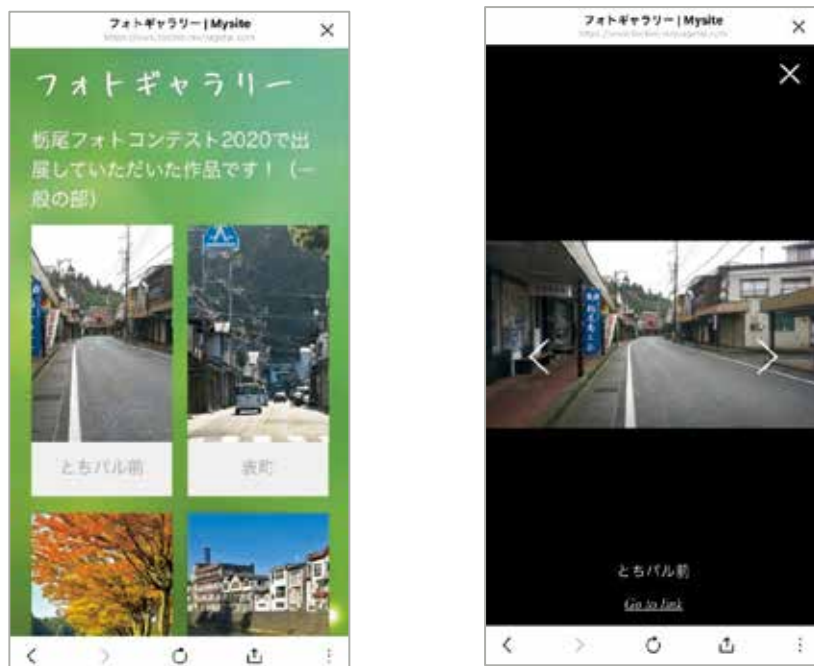 フォトギャラリー | Mysite
フォトギャラリー
栃尾フォトコンテスト2020で出
展していただいた作品です！（一
般の部）
とちパル前
表町
フォトギャラリー | Mysite
とちパル前
Go to link